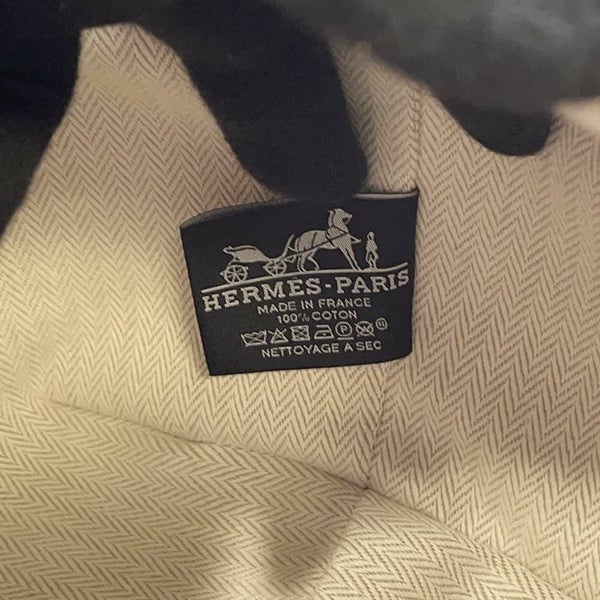 HERMES-PARIS
MADE IN FRANCE
100% COTON
NETTOYAGE A SEC